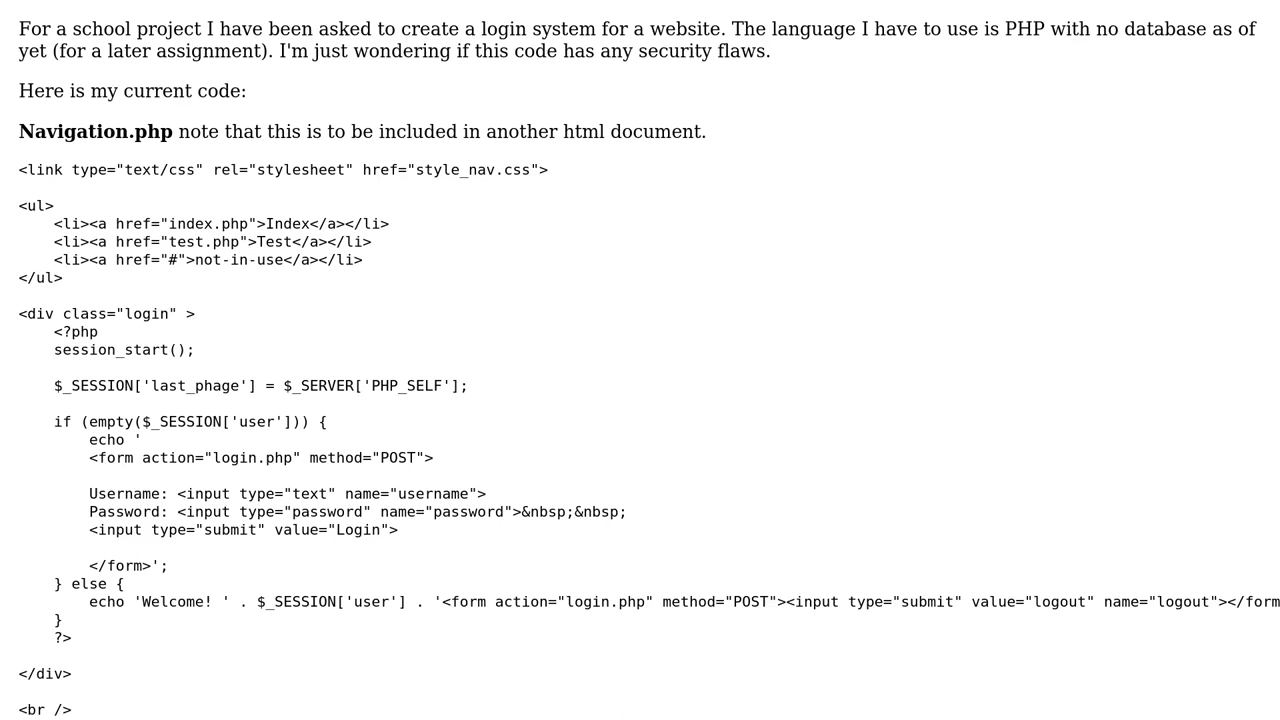 For a school project I have been asked to create a login system for a website. The language I have to use is PHP with no database as of
yet (for a later assignment). I'm just wondering if this code has any security flaws.
Here is my current code:
Navigation.php note that this is to be included in another html document.
<link type="text/css" rel="stylesheet" href="style_nav.css">
<ul>
    <li><a href="index.php">Index</a></li>
    <li><a href="test.php">Test</a></li>
    <li><a href="#">not-in-use</a></li>
</ul>
<div class="login" >
    <?php
    session_start();
    $_SESSION['last_phage'] = $_SERVER['PHP_SELF'];
    if (empty($_SESSION['user'])) {
        echo '
        <form action="login.php" method="POST">
        Username: <input type="text" name="username">
        Password: <input type="password" name="password">&nbsp;&nbsp;
        <input type="submit" value="Login">
        </form>';
    } else {
        echo 'Welcome! ' . $_SESSION['user'] . '<form action="login.php" method="POST"><input type="submit" value="logout" name="logout"></form
    }
    ?>
</div>
<br />